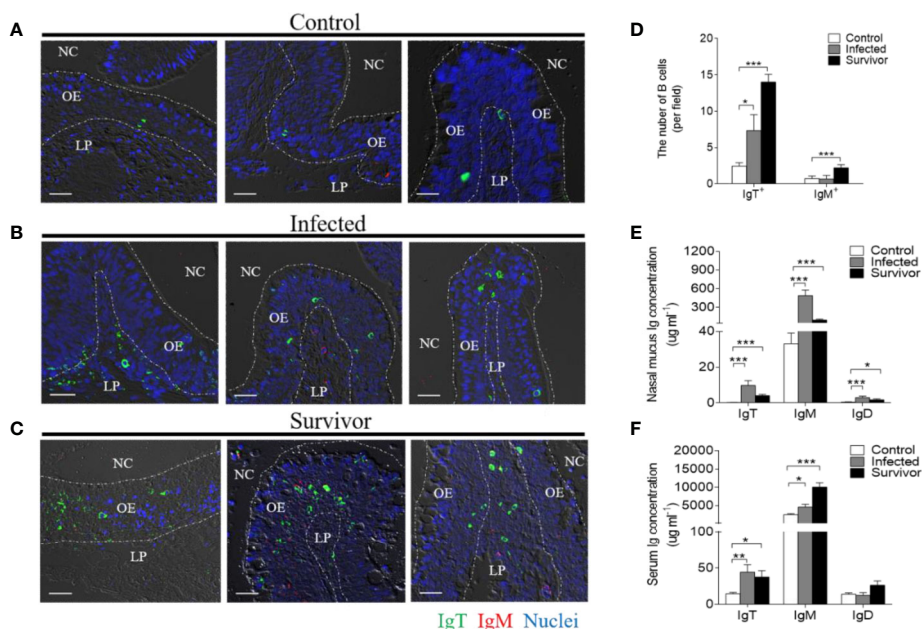 A
Control
NC
OE
LP
NC
OE
LP
NC
OE
OE
LP
B
Infected
NC
OE
LP
NC
OE
LP
NC
OE
LP
C
Survivor
NC
OE
LP
NC
OE
LP
NC
OE
OE
LP
IgT IgM Nuclei
D
Control
Infected
Survivor
The nuber of B cells
(per field)
20
15
10
5
0
***
*
***
IgT+
IgM+
E
Control
Infected
Survivor
Nasal mucus Ig concentration
(ug ml⁻¹)
1200
900
600
300
40
20
0
***
***
***
***
*
***
IgT
IgM
IgD
F
Control
Infected
Survivor
Serum Ig concentration
(ug ml⁻¹)
20000
15000
10000
5000
100
50
0
*
**
***
*
IgT
IgM
IgD